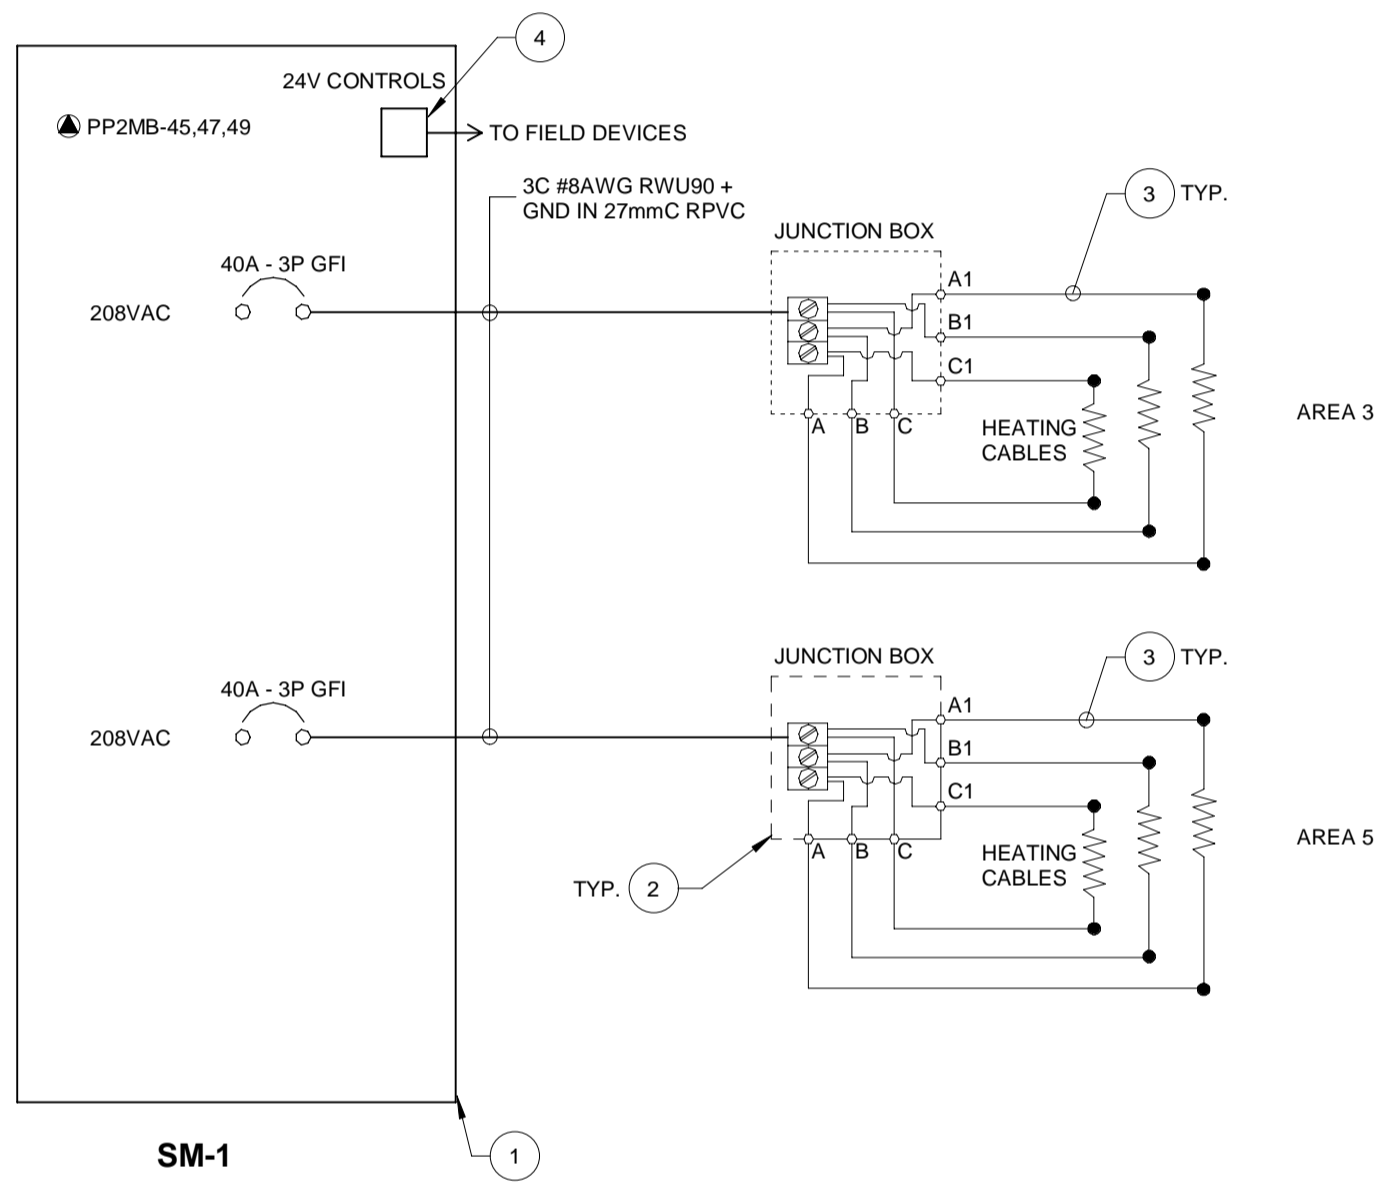 4
24V CONTROLS
PP2MB-45,47,49
TO FIELD DEVICES
3C #8AWG RWU90 +
GND IN 27mmC RPVC
3 TYP.
JUNCTION BOX
40A - 3P GFI
208VAC
A1
B1
C1
A B C
HEATING
CABLES
AREA 3
3 TYP.
JUNCTION BOX
40A - 3P GFI
208VAC
A1
B1
C1
A B C
HEATING
CABLES
AREA 5
TYP. 2
1
SM-1